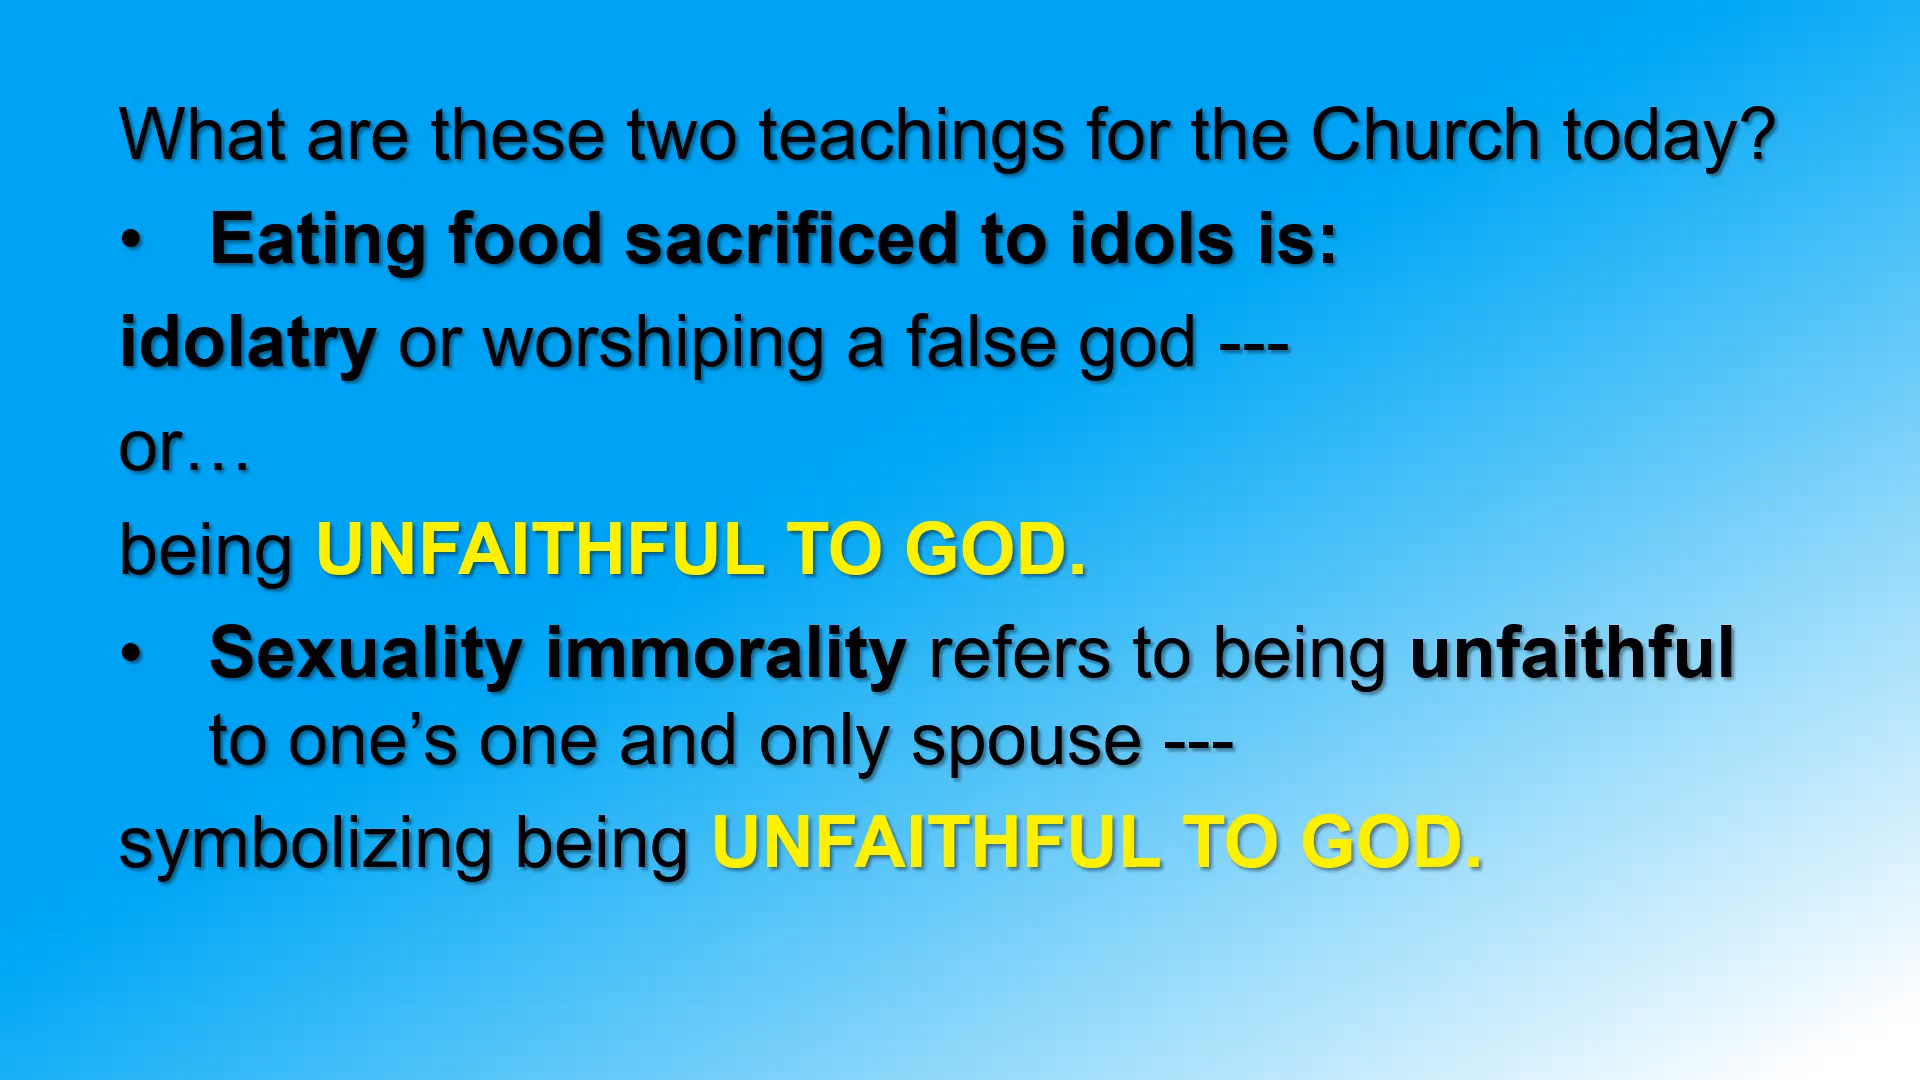 What are these two teachings for the Church today?
• Eating food sacrificed to idols is:
idolatry or worshiping a false god ---
or…
being UNFAITHFUL TO GOD.
• Sexuality immorality refers to being unfaithful
to one’s one and only spouse ---
symbolizing being UNFAITHFUL TO GOD.